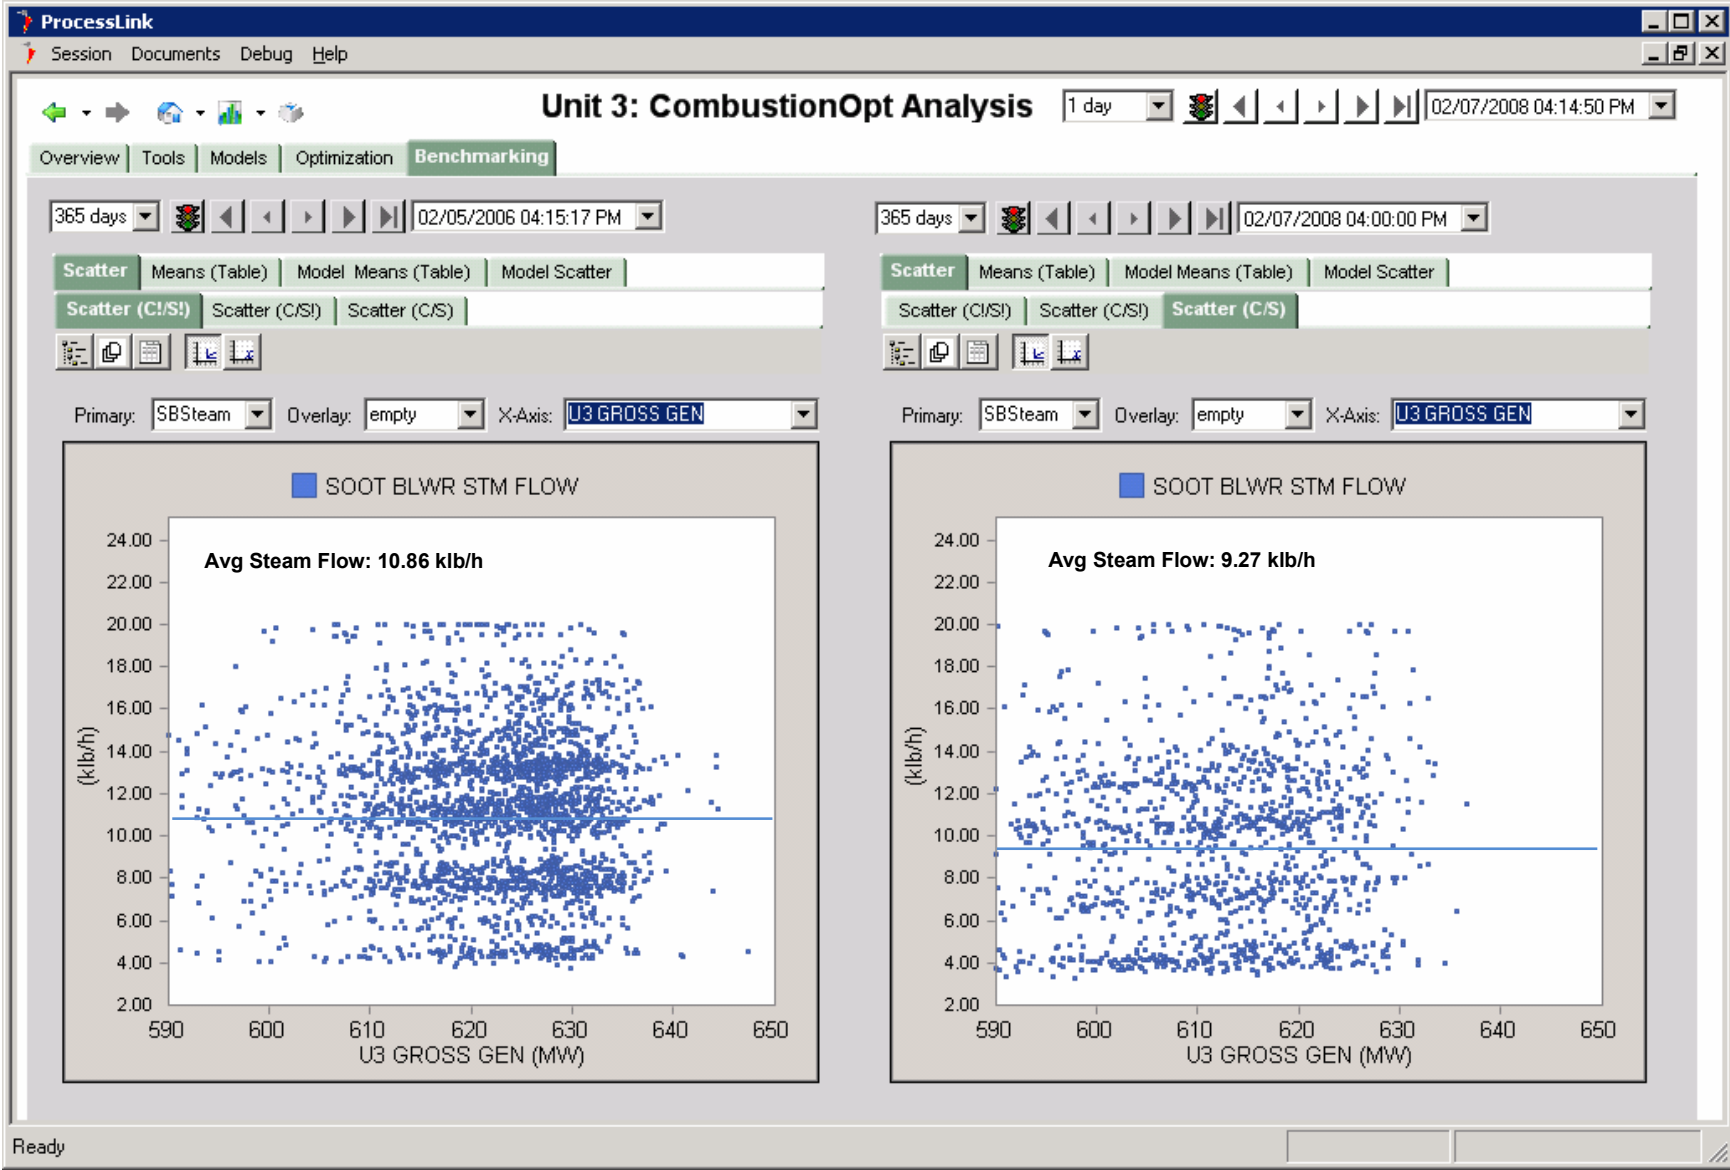 ProcessLink
Session Documents Debug Help
Unit 3: CombustionOpt Analysis
1 day
02/07/2008 04:14:50 PM
Overview Tools Models Optimization Benchmarking
365 days
02/05/2006 04:15:17 PM
Scatter Means (Table) Model Means (Table) Model Scatter
Scatter (C!/S!) Scatter (C/S!) Scatter (C/S)
Primary: SBSteam Overlay: empty X-Axis: U3 GROSS GEN
SOOT BLWR STM FLOW
Avg Steam Flow: 10.86 klb/h
24.00
22.00
20.00
18.00
16.00
14.00
12.00
10.00
8.00
6.00
4.00
2.00
(klb/h)
590 600 610 620 630 640 650
U3 GROSS GEN (MW)
365 days
02/07/2008 04:00:00 PM
Scatter Means (Table) Model Means (Table) Model Scatter
Scatter (C!/S!) Scatter (C/S!) Scatter (C/S)
Primary: SBSteam Overlay: empty X-Axis: U3 GROSS GEN
SOOT BLWR STM FLOW
Avg Steam Flow: 9.27 klb/h
24.00
22.00
20.00
18.00
16.00
14.00
12.00
10.00
8.00
6.00
4.00
2.00
(klb/h)
590 600 610 620 630 640 650
U3 GROSS GEN (MW)
Ready